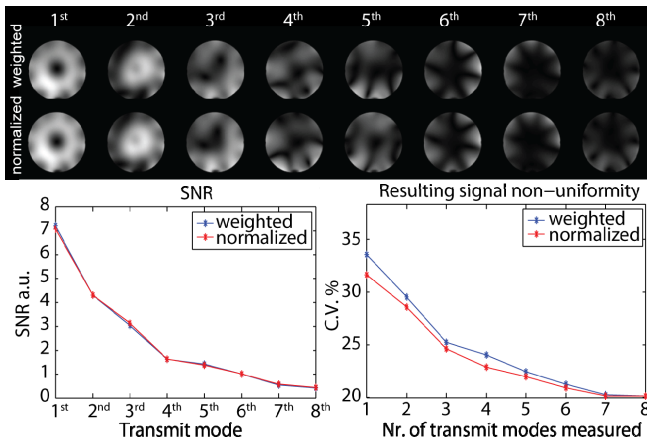 1st 2nd 3rd 4th 5th 6th 7th 8th
weighted
normalized
SNR
8
7
6
5
4
3
2
1
0
SNR a.u.
weighted
normalized
1st 2nd 3rd 4th 5th 6th 7th 8th
Transmit mode
Resulting signal non-uniformity
35
30
25
20
C.V. %
weighted
normalized
1 2 3 4 5 6 7 8
Nr. of transmit modes measured